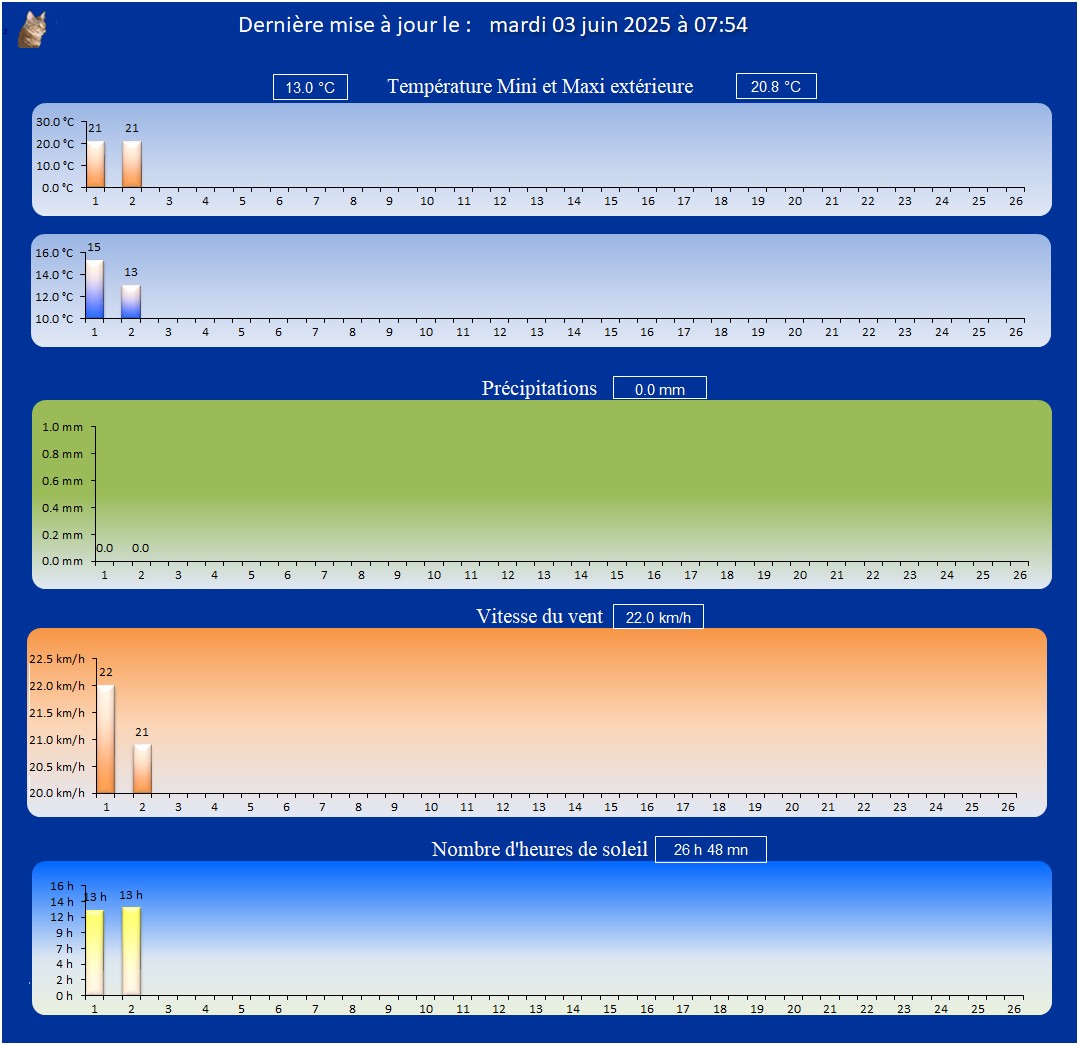 Dernière mise à jour le : mardi 03 juin 2025 à 07:54
13.0 °C Température Mini et Maxi extérieure 20.8 °C
30.0 °C
21 21
20.0 °C
10.0 °C
0.0 °C
1 2 3 4 5 6 7 8 9 10 11 12 13 14 15 16 17 18 19 20 21 22 23 24 25 26
15
16.0 °C
13
14.0 °C
12.0 °C
10.0 °C
1 2 3 4 5 6 7 8 9 10 11 12 13 14 15 16 17 18 19 20 21 22 23 24 25 26
Précipitations 0.0 mm
1.0 mm
0.8 mm
0.6 mm
0.4 mm
0.2 mm
0.0 0.0
0.0 mm
1 2 3 4 5 6 7 8 9 10 11 12 13 14 15 16 17 18 19 20 21 22 23 24 25 26
Vitesse du vent 22.0 km/h
22.5 km/h
22
22.0 km/h
21.5 km/h
21
21.0 km/h
20.5 km/h
20.0 km/h
1 2 3 4 5 6 7 8 9 10 11 12 13 14 15 16 17 18 19 20 21 22 23 24 25 26
Nombre d'heures de soleil 26 h 48 mn
16 h
13 h 13 h
14 h
12 h
9 h
7 h
4 h
2 h
0 h
1 2 3 4 5 6 7 8 9 10 11 12 13 14 15 16 17 18 19 20 21 22 23 24 25 26